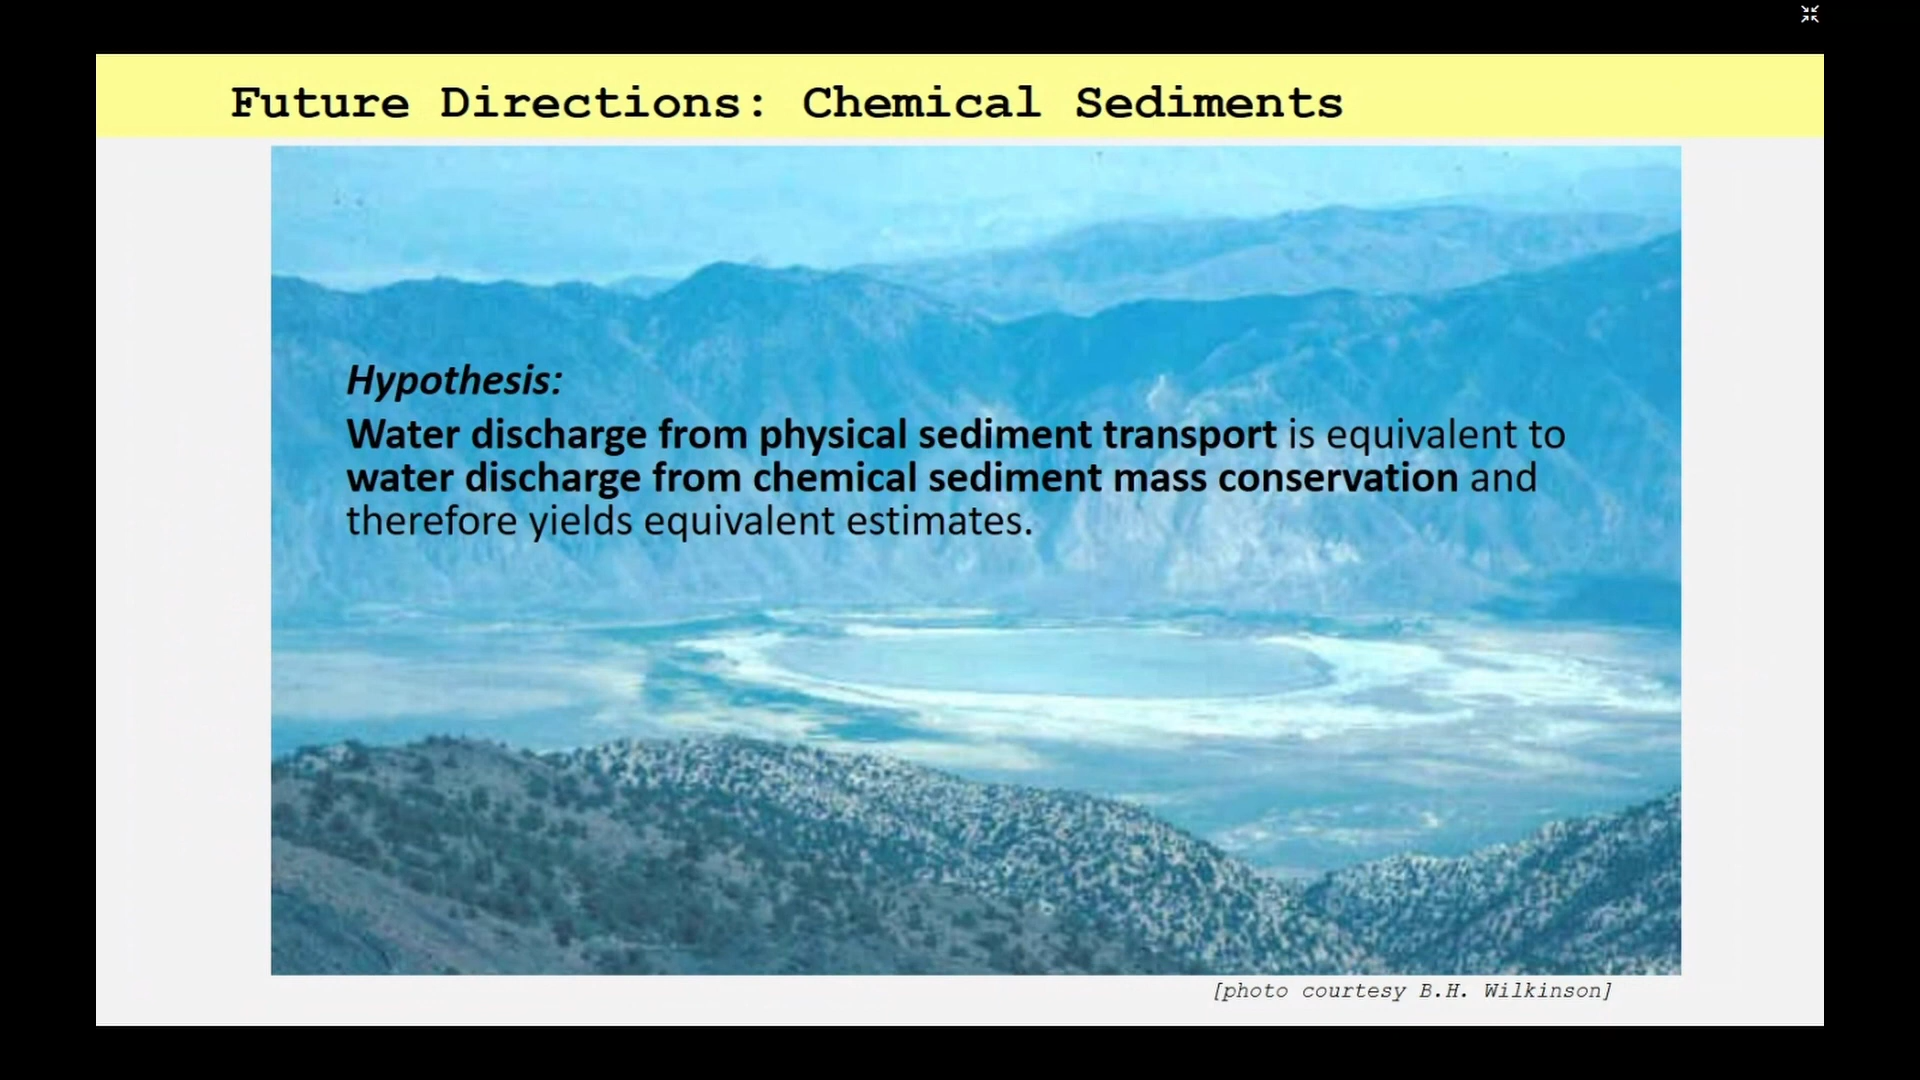 Future Directions: Chemical Sediments
Hypothesis:
Water discharge from physical sediment transport is equivalent to
water discharge from chemical sediment mass conservation and
therefore yields equivalent estimates.
[photo courtesy B.H. Wilkinson]